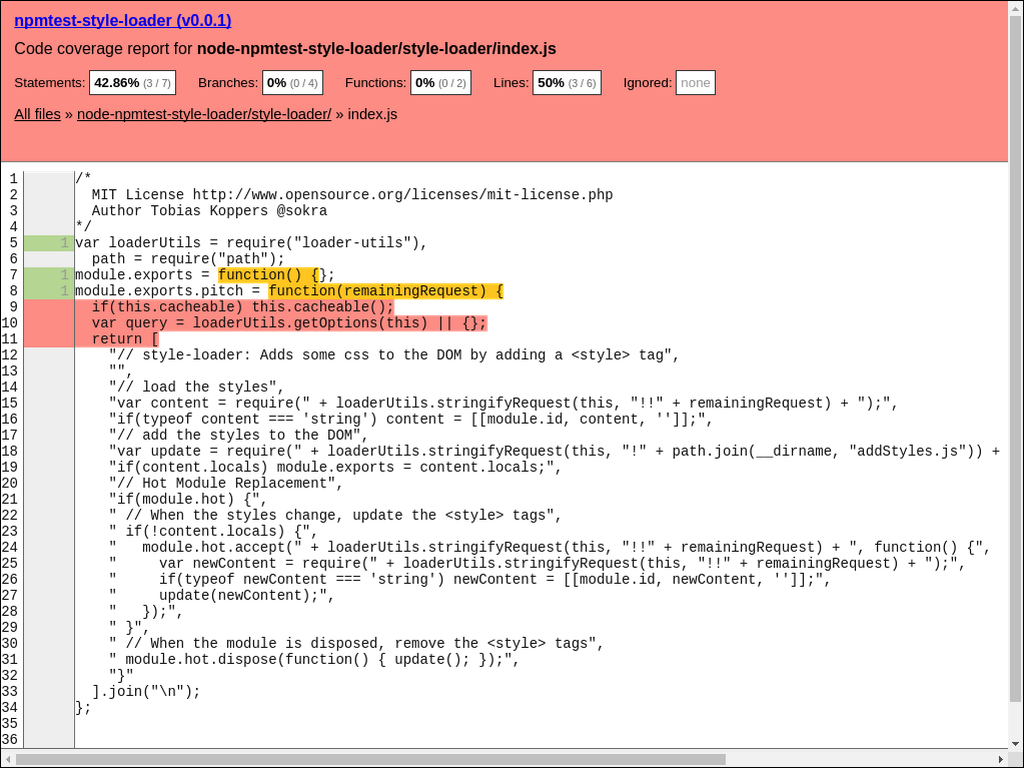 npmtest-style-loader (v0.0.1)
Code coverage report for node-npmtest-style-loader/style-loader/index.js
Statements: 42.86% (3 / 7) Branches: 0% (0 / 4) Functions: 0% (0 / 2) Lines: 50% (3 / 6) Ignored: none
All files » node-npmtest-style-loader/style-loader/ » index.js
1 /*
2 MIT License http://www.opensource.org/licenses/mit-license.php
3 Author Tobias Koppers @sokra
4 */
5 1 var loaderUtils = require("loader-utils"),
6 path = require("path");
7 1 module.exports = function() {};
8 1 module.exports.pitch = function(remainingRequest) {
9 if(this.cacheable) this.cacheable();
10 var query = loaderUtils.getOptions(this) || {};
11 return [
12 "// style-loader: Adds some css to the DOM by adding a <style> tag",
13 "",
14 "// load the styles",
15 "var content = require(" + loaderUtils.stringifyRequest(this, "!!" + remainingRequest) + ");",
16 "if(typeof content === 'string') content = [[module.id, content, '']];",
17 "// add the styles to the DOM",
18 "var update = require(" + loaderUtils.stringifyRequest(this, "!" + path.join(__dirname, "addStyles.js")) +
19 "if(content.locals) module.exports = content.locals;",
20 "// Hot Module Replacement",
21 "if(module.hot) {",
22 " // When the styles change, update the <style> tags",
23 " if(!content.locals) {",
24 " module.hot.accept(" + loaderUtils.stringifyRequest(this, "!!" + remainingRequest) + ", function() {",
25 " var newContent = require(" + loaderUtils.stringifyRequest(this, "!!" + remainingRequest) + ");",
26 " if(typeof newContent === 'string') newContent = [[module.id, newContent, '']];",
27 " update(newContent);",
28 " });",
29 " }",
30 " // When the module is disposed, remove the <style> tags",
31 " module.hot.dispose(function() { update(); });",
32 "}"
33 ].join("\n");
34 };
35
36